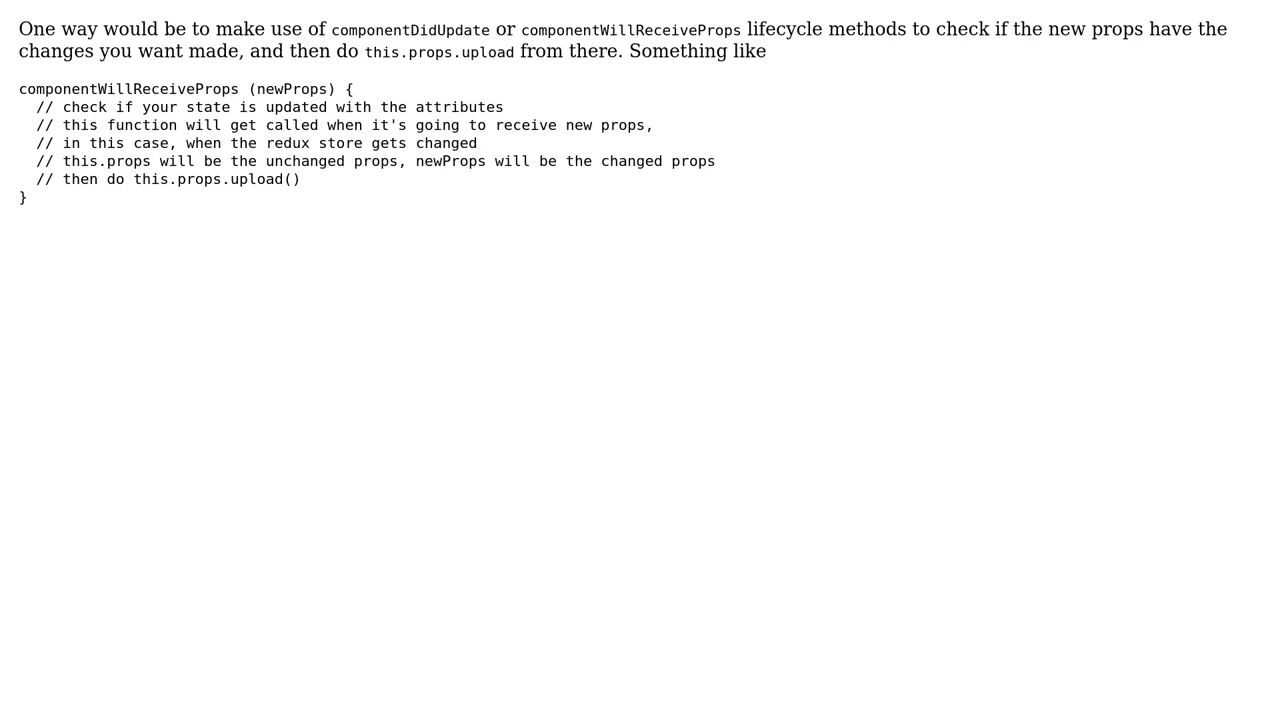 One way would be to make use of componentDidUpdate or componentWillReceiveProps lifecycle methods to check if the new props have the
changes you want made, and then do this.props.upload from there. Something like
componentWillReceiveProps (newProps) {
  // check if your state is updated with the attributes
  // this function will get called when it's going to receive new props,
  // in this case, when the redux store gets changed
  // this.props will be the unchanged props, newProps will be the changed props
  // then do this.props.upload()
}